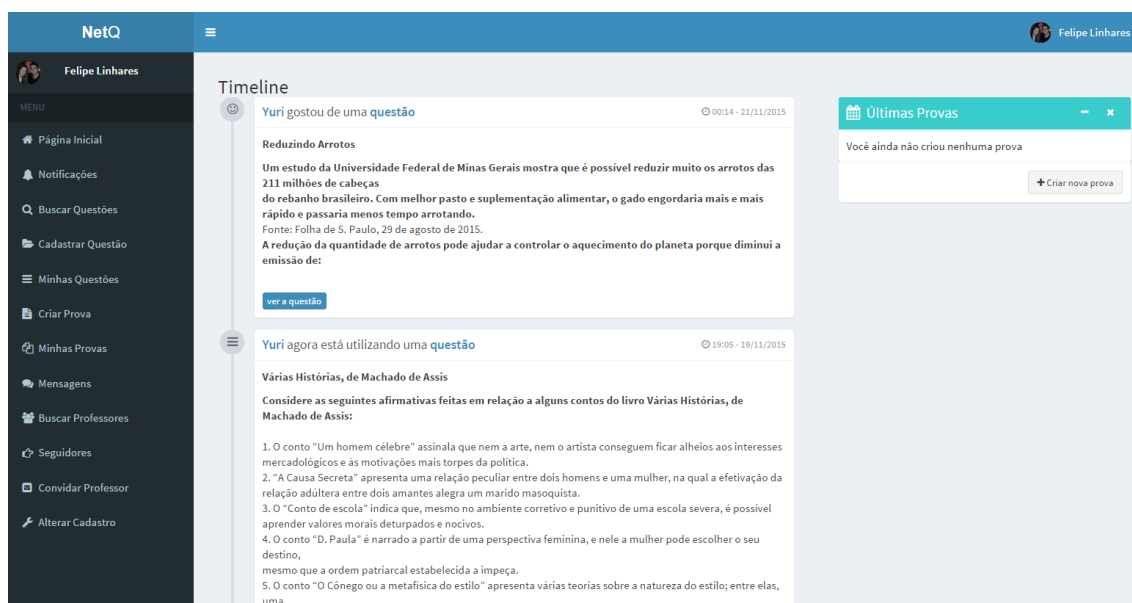 NetQ
Felipe Linhares
Felipe Linhares
MENU
Página Inicial
Notificações
Buscar Questões
Cadastrar Questão
Minhas Questões
Criar Prova
Minhas Provas
Mensagens
Buscar Professores
Seguidores
Convidar Professor
Alterar Cadastro
Timeline
Yuri gostou de uma questão
00:14 - 21/11/2015
Reduzindo Arrotos
Um estudo da Universidade Federal de Minas Gerais mostra que é possível reduzir muito os arrotos das
211 milhões de cabeças
do rebanho brasileiro. Com melhor pasto e suplementação alimentar, o gado engordaria mais e mais
rápido e passaria menos tempo arrotando.
Fonte: Folha de S. Paulo, 29 de agosto de 2015.
A redução da quantidade de arrotos pode ajudar a controlar o aquecimento do planeta porque diminui a
emissão de:
ver a questão
Yuri agora está utilizando uma questão
19:05 - 19/11/2015
Várias Histórias, de Machado de Assis
Considere as seguintes afirmativas feitas em relação a alguns contos do livro Várias Histórias, de
Machado de Assis:
1. O conto "Um homem célebre" assinala que nem a arte, nem o artista conseguem ficar alheios aos interesses
mercadológicos e às motivações mais torpes da política.
2. "A Causa Secreta" apresenta uma relação peculiar entre dois homens e uma mulher, na qual a efetivação da
relação adúltera entre dois amantes alegra um marido masoquista.
3. O "Conto de escola" indica que, mesmo no ambiente corretivo e punitivo de uma escola severa, é possível
aprender valores morais deturpados e nocivos.
4. O conto "D. Paula" é narrado a partir de uma perspectiva feminina, e nele a mulher pode escolher o seu
destino,
mesmo que a ordem patriarcal estabelecida a impeça.
5. O conto "O Cônego ou a metafísica do estilo" apresenta várias teorias sobre a natureza do estilo; entre elas,
uma
Últimas Provas
Você ainda não criou nenhuma prova
Criar nova prova